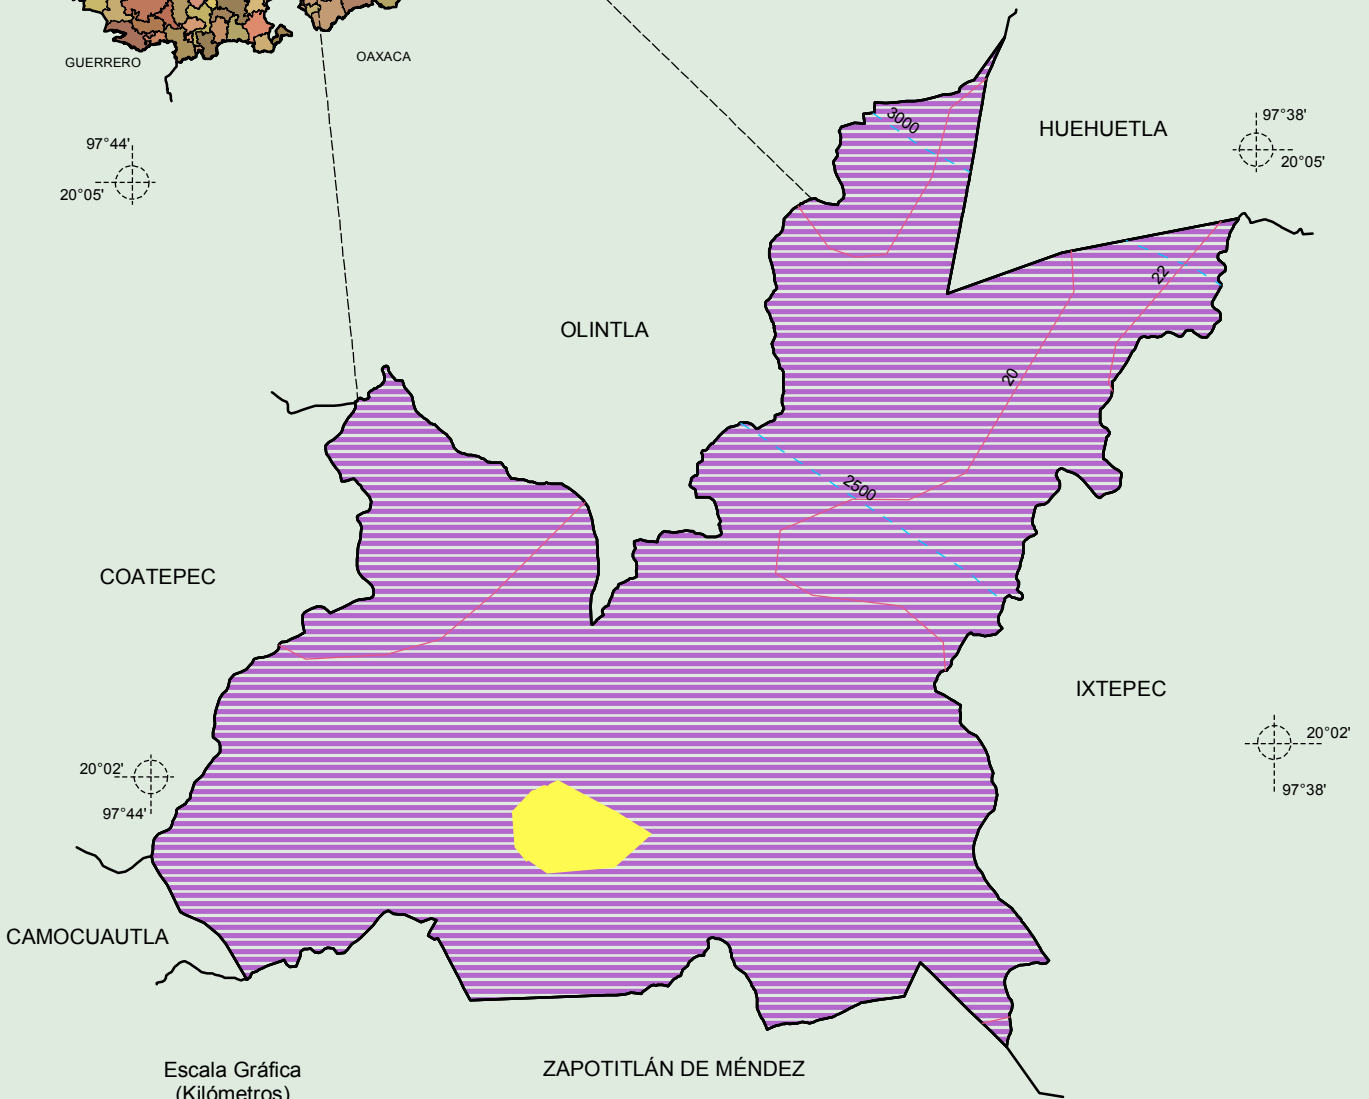 GUERRERO
OAXACA
97°44'
20°05'
3000
HUEHUETLA
97°38'
20°05'
22
OLINTLA
20
2500
COATEPEC
IXTEPEC
20°02'
97°44'
20°02'
97°38'
CAMOCUAUTLA
Escala Gráfica
(Kilómetros)
ZAPOTITLÁN DE MÉNDEZ